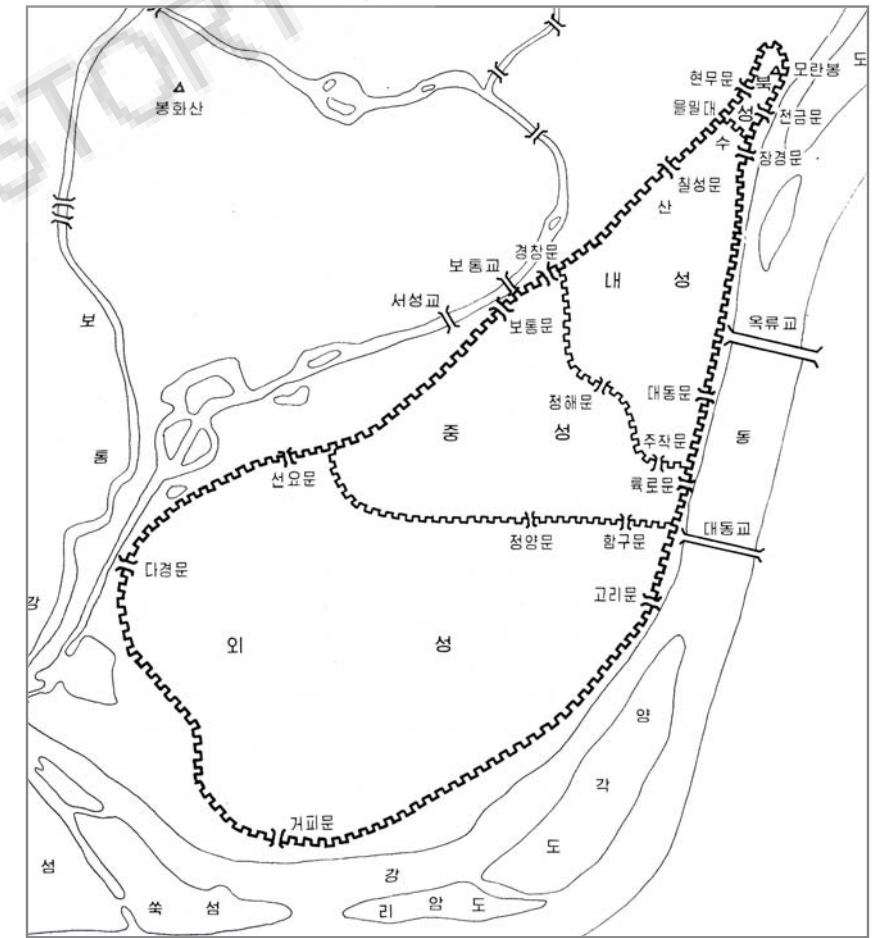 STORY
도
모란봉
현무문
북
을밀대
성
전금문
수
장경문
봉화산
칠성문
산
경창문
보통교
내 성
서성교
보통문
옥류교
보
정해문
대동문
중 성
주작문
동
통
선요문
륙로문
정양문
함구문
대동교
다경문
고리문
강
외 성
양
각
도
거피문
섬
쑥 섬
강
리 암 도